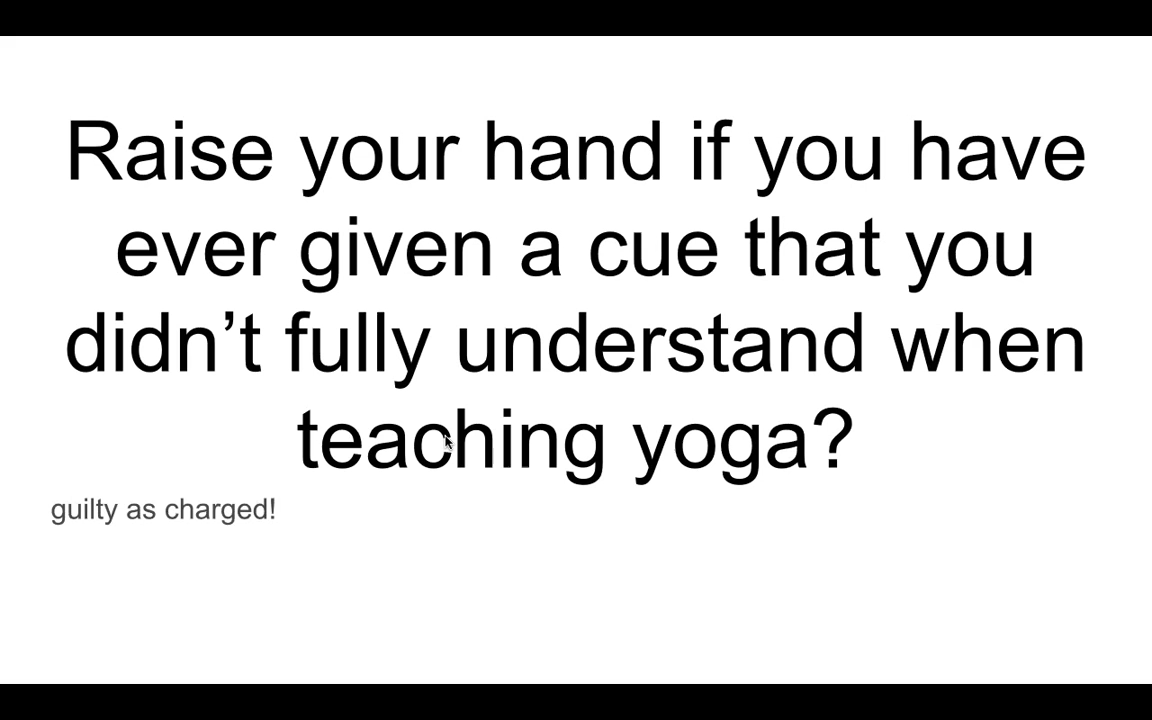 Raise your hand if you have
ever given a cue that you
didn’t fully understand when
teaching yoga?
guilty as charged!